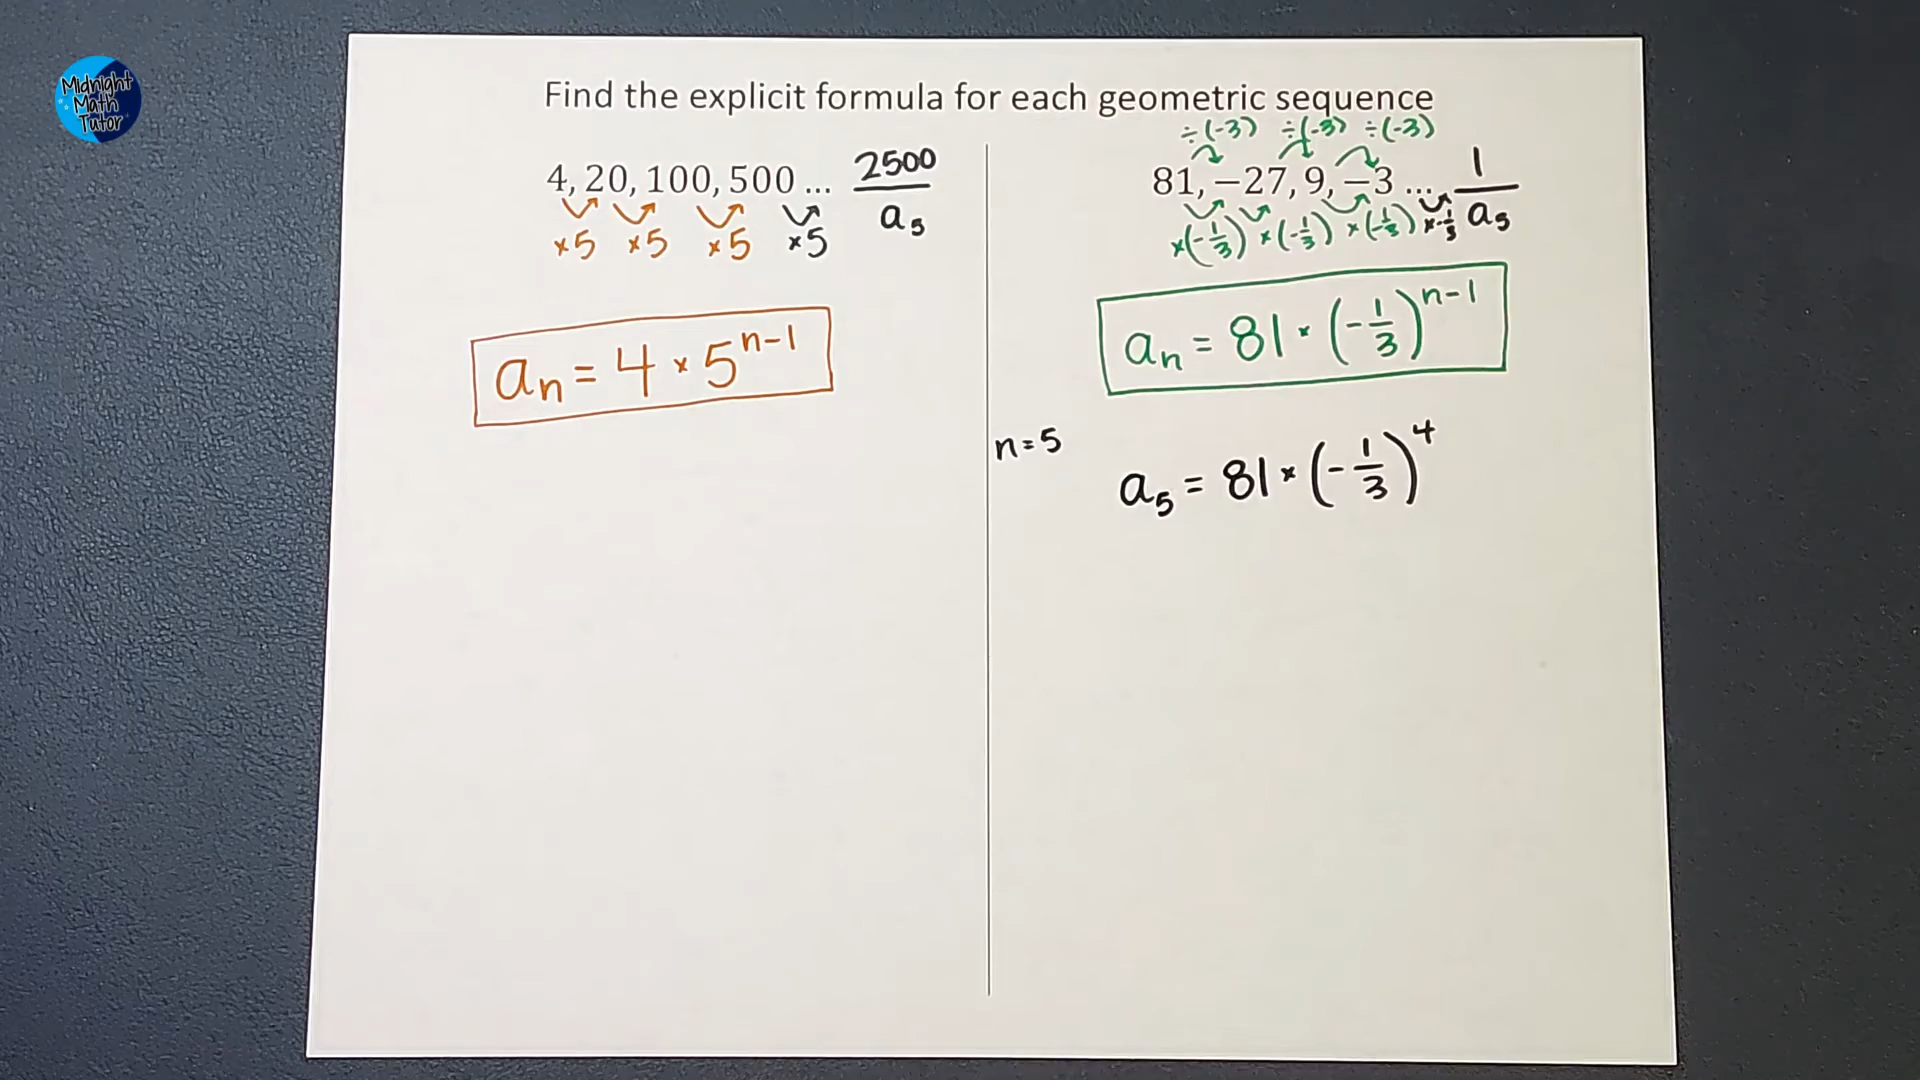 Midnight
Math
Tutor
Find the explicit formula for each geometric sequence
4, 20, 100, 500 ... 2500
a₅
×5 ×5 ×5 ×5
aₙ = 4 × 5ⁿ⁻¹
÷(-3) ÷(-3) ÷(-3)
81, −27, 9, −3 ... 1
a₅
×(-1/3) ×(-1/3) ×(-1/3) ×-1/3
aₙ = 81 × (-1/3)ⁿ⁻¹
n = 5
a₅ = 81 × (-1/3)⁴